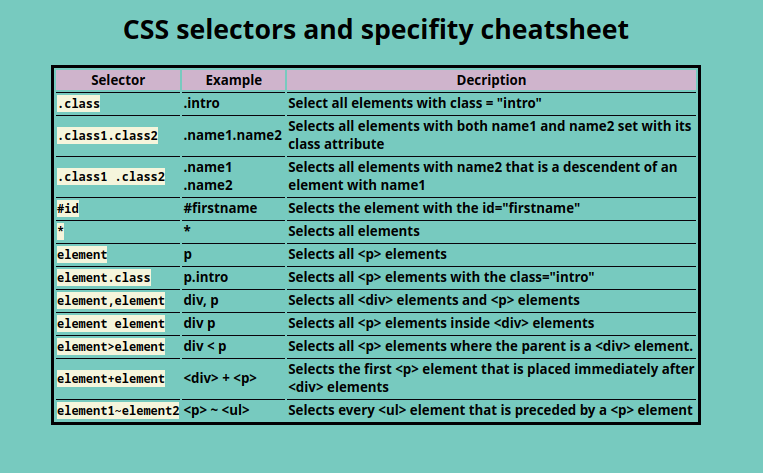 CSS selectors and specifity cheatsheet
Selector Example Decription
.class .intro Select all elements with class = "intro"
.class1.class2 .name1.name2 Selects all elements with both name1 and name2 set with its
class attribute
.class1 .class2 .name1
.name2 Selects all elements with name2 that is a descendent of an
element with name1
#id #firstname Selects the element with the id="firstname"
* * Selects all elements
element p Selects all <p> elements
element.class p.intro Selects all <p> elements with the class="intro"
element,element div, p Selects all <div> elements and <p> elements
element element div p Selects all <p> elements inside <div> elements
element>element div < p Selects all <p> elements where the parent is a <div> element.
element+element <div> + <p> Selects the first <p> element that is placed immediately after
<div> elements
element1~element2 <p> ~ <ul> Selects every <ul> element that is preceded by a <p> element